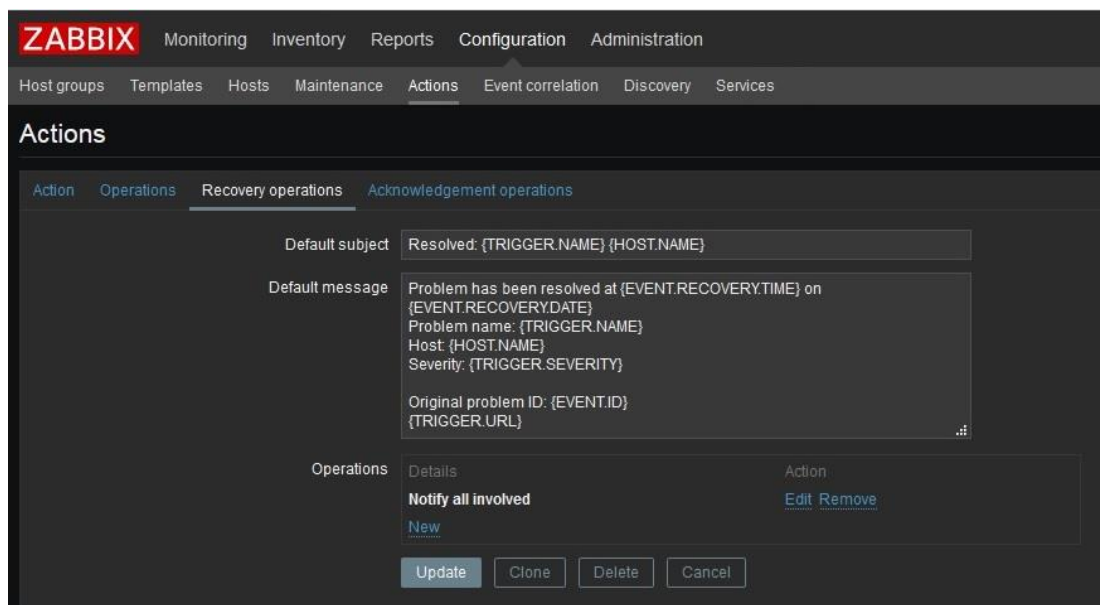 ZABBIX Monitoring Inventory Reports Configuration Administration
Host groups Templates Hosts Maintenance Actions Event correlation Discovery Services
Actions
Action Operations Recovery operations Acknowledgement operations
Default subject Resolved: {TRIGGER.NAME} {HOST.NAME}
Default message Problem has been resolved at {EVENT.RECOVERY.TIME} on
{EVENT.RECOVERY.DATE}
Problem name: {TRIGGER.NAME}
Host: {HOST.NAME}
Severity: {TRIGGER.SEVERITY}
Original problem ID: {EVENT.ID}
{TRIGGER.URL}
Operations Details Action
Notify all involved Edit Remove
New
Update Clone Delete Cancel